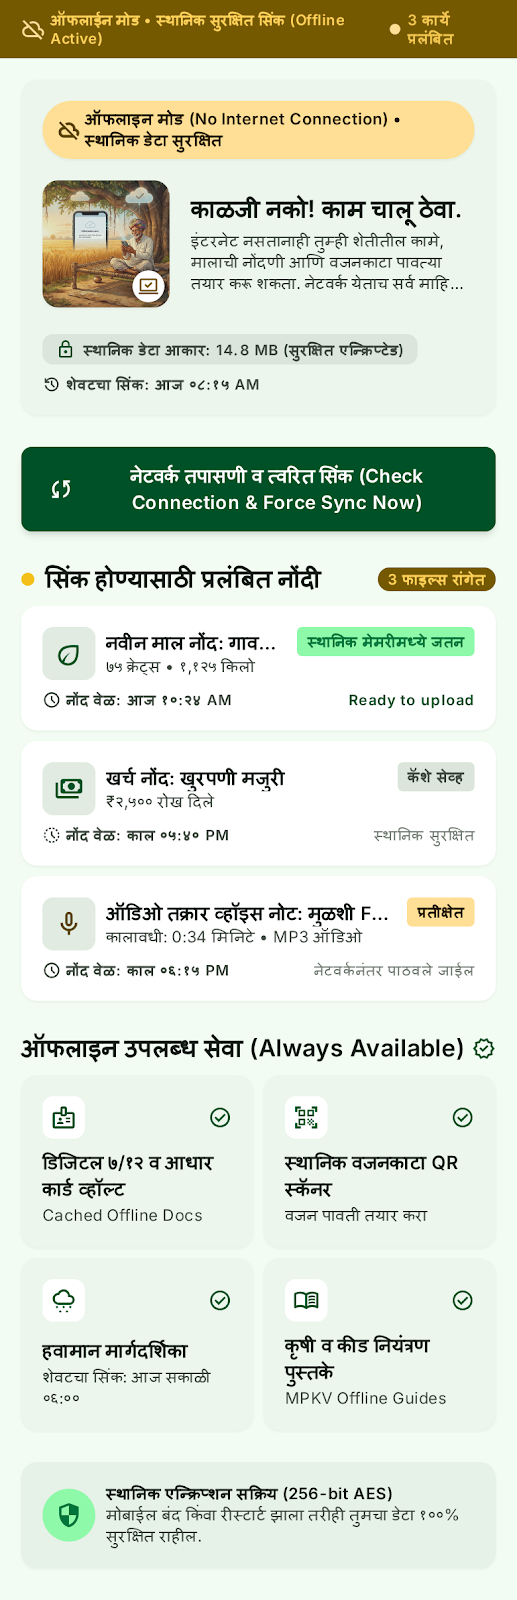 ऑफलाईन मोड • स्थानिक सुरक्षित सिंक (Offline Active)
3 कार्ये प्रलंबित
ऑफलाइन मोड (No Internet Connection) • स्थानिक डेटा सुरक्षित
काळजी नको! काम चालू ठेवा.
इंटरनेट नसतानाही तुम्ही शेतीतील कामे,
मालाची नोंदणी आणि वजनकाटा पावत्या
तयार करू शकता. नेटवर्क येताच सर्व माहि...
स्थानिक डेटा आकार: 14.8 MB (सुरक्षित एन्क्रिप्टेड)
शेवटचा सिंक: आज ०८:१५ AM
नेटवर्क तपासणी व त्वरित सिंक (Check
Connection & Force Sync Now)
सिंक होण्यासाठी प्रलंबित नोंदी
3 फाइल्स रांगेत
नवीन माल नोंद: गाव...
स्थानिक मेमरीमध्ये जतन
७५ क्रेट्स • १,१२५ किलो
नोंद वेळ: आज १०:२४ AM
Ready to upload
खर्च नोंद: खुरपणी मजुरी
कॅशे सेव्ह
₹२,५०० रोख दिले
नोंद वेळ: काल ०५:४० PM
स्थानिक सुरक्षित
ऑडिओ तक्रार व्हॉइस नोट: मुळशी F...
प्रतीक्षेत
कालावधी: 0:34 मिनिटे • MP3 ऑडिओ
नोंद वेळ: काल ०६:१५ PM
नेटवर्कनंतर पाठवले जाईल
ऑफलाइन उपलब्ध सेवा (Always Available)
डिजिटल ७/१२ व आधार
कार्ड व्हॉल्ट
Cached Offline Docs
स्थानिक वजनकाटा QR
स्कॅनर
वजन पावती तयार करा
हवामान मार्गदर्शिका
शेवटचा सिंक: आज सकाळी
०६:००
कृषी व कीड नियंत्रण
पुस्तके
MPKV Offline Guides
स्थानिक एन्क्रिप्शन सक्रिय (256-bit AES)
मोबाईल बंद किंवा रीस्टार्ट झाला तरीही तुमचा डेटा १००%
सुरक्षित राहील.